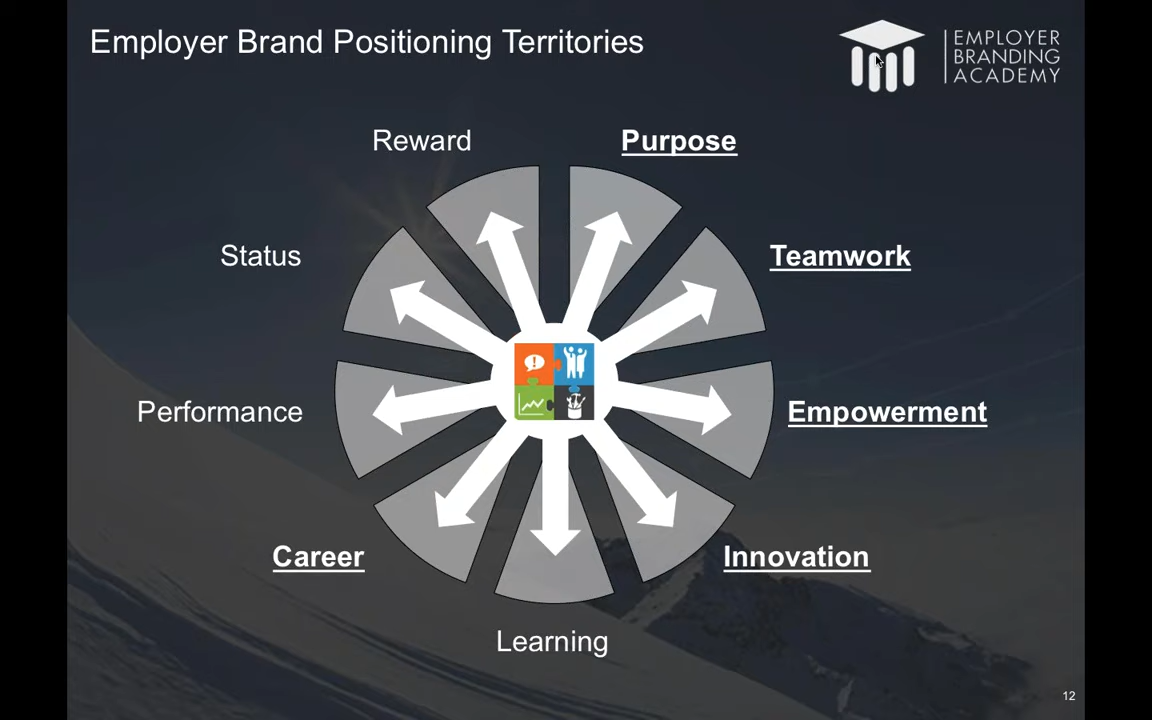 Employer Brand Positioning Territories
EMPLOYER
BRANDING
ACADEMY
Reward
Purpose
Status
Teamwork
Performance
Empowerment
Career
Innovation
Learning
12